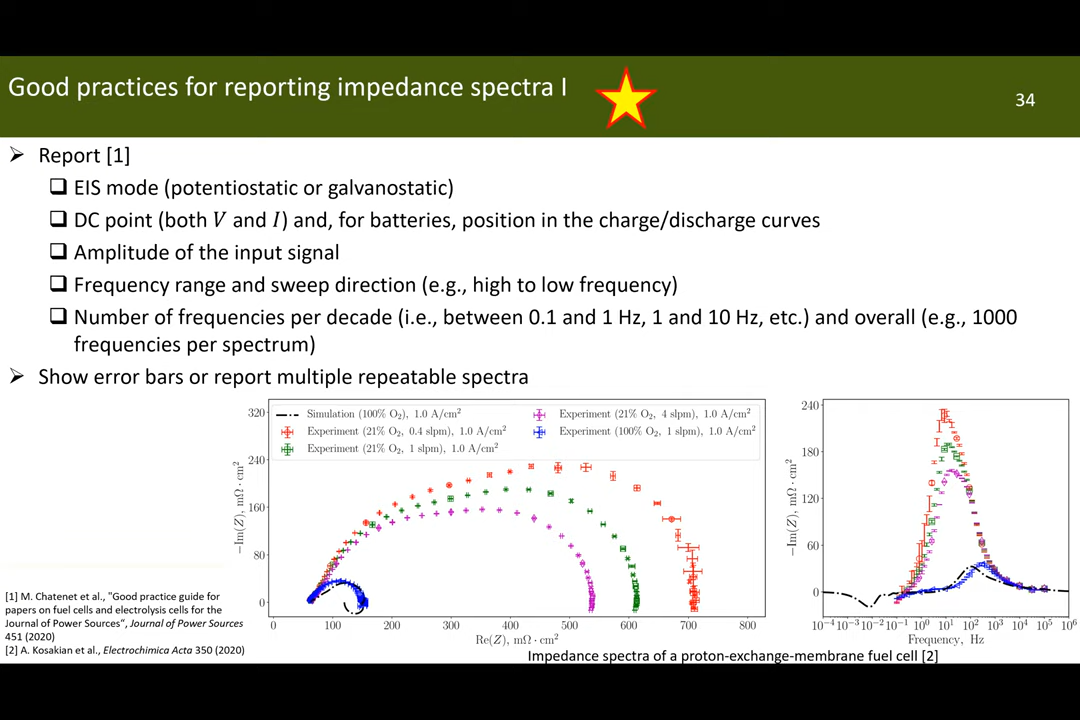 Good practices for reporting impedance spectra I
34
➢ Report [1]
❑ EIS mode (potentiostatic or galvanostatic)
❑ DC point (both V and I) and, for batteries, position in the charge/discharge curves
❑ Amplitude of the input signal
❑ Frequency range and sweep direction (e.g., high to low frequency)
❑ Number of frequencies per decade (i.e., between 0.1 and 1 Hz, 1 and 10 Hz, etc.) and overall (e.g., 1000
frequencies per spectrum)
➢ Show error bars or report multiple repeatable spectra
Simulation (100% O₂), 1.0 A/cm²
Experiment (21% O₂, 0.4 slpm), 1.0 A/cm²
Experiment (21% O₂, 1 slpm), 1.0 A/cm²
Experiment (21% O₂, 4 slpm), 1.0 A/cm²
Experiment (100% O₂, 1 slpm), 1.0 A/cm²
320
240
160
80
0
−Im(Z), mΩ · cm²
0 100 200 300 400 500 600 700 800
Re(Z), mΩ · cm²
240
180
120
60
0
−Im(Z), mΩ · cm²
10⁻⁴ 10⁻³ 10⁻² 10⁻¹ 10⁰ 10¹ 10² 10³ 10⁴ 10⁵ 10⁶
Frequency, Hz
Impedance spectra of a proton-exchange-membrane fuel cell [2]
[1] M. Chatenet et al., "Good practice guide for
papers on fuel cells and electrolysis cells for the
Journal of Power Sources“, Journal of Power Sources
451 (2020)
[2] A. Kosakian et al., Electrochimica Acta 350 (2020)